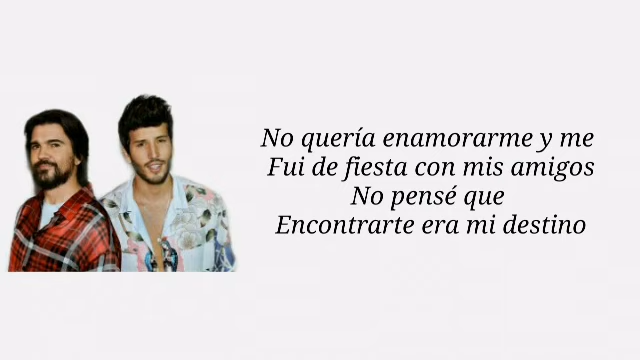 No quería enamorarme y me
Fui de fiesta con mis amigos
No pensé que
Encontrarte era mi destino